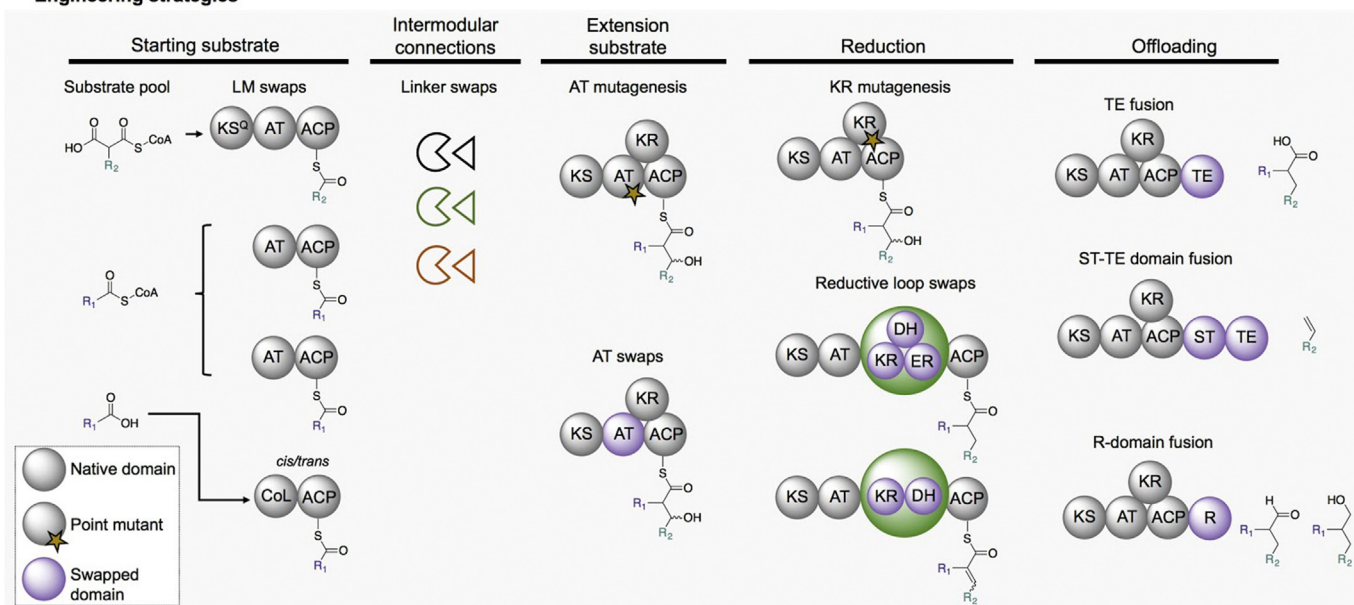 Engineering strategies
Starting substrate
Intermodular
connections
Extension
substrate
Reduction
Offloading
Substrate pool
LM swaps
Linker swaps
AT mutagenesis
KR mutagenesis
TE fusion
HO
O
O
S
CoA
R2
KSQ
AT
ACP
S
O
R2
KR
KS
AT
ACP
S
O
R1
OH
R2
KR
KS
AT
ACP
S
O
R1
OH
R2
KR
KS
AT
ACP
TE
HO
O
R1
R2
O
R1
S
CoA
AT
ACP
S
O
R1
AT
ACP
S
O
R1
AT swaps
KR
KS
AT
ACP
S
O
R1
OH
R2
Reductive loop swaps
DH
KS
AT
KR
ER
ACP
S
O
R1
R2
KS
AT
KR
DH
ACP
S
O
R1
R2
ST-TE domain fusion
KR
KS
AT
ACP
ST
TE
R2
R-domain fusion
KR
KS
AT
ACP
R
H
O
R1
R2
HO
R1
R2
O
R1
OH
cis/trans
CoL
ACP
S
O
R1
Native domain
Point mutant
Swapped
domain